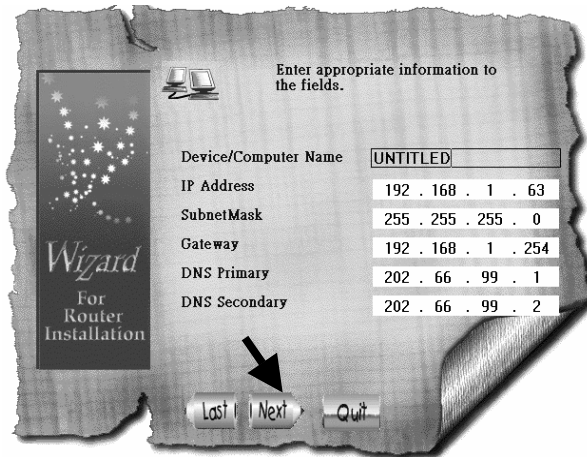 Enter appropriate information to
the fields.
Device/Computer Name UNTITLED
IP Address 192 . 168 . 1 . 63
SubnetMask 255 . 255 . 255 . 0
Gateway 192 . 168 . 1 . 254
DNS Primary 202 . 66 . 99 . 1
DNS Secondary 202 . 66 . 99 . 2
Wizard
For
Router
Installation
Last Next Quit